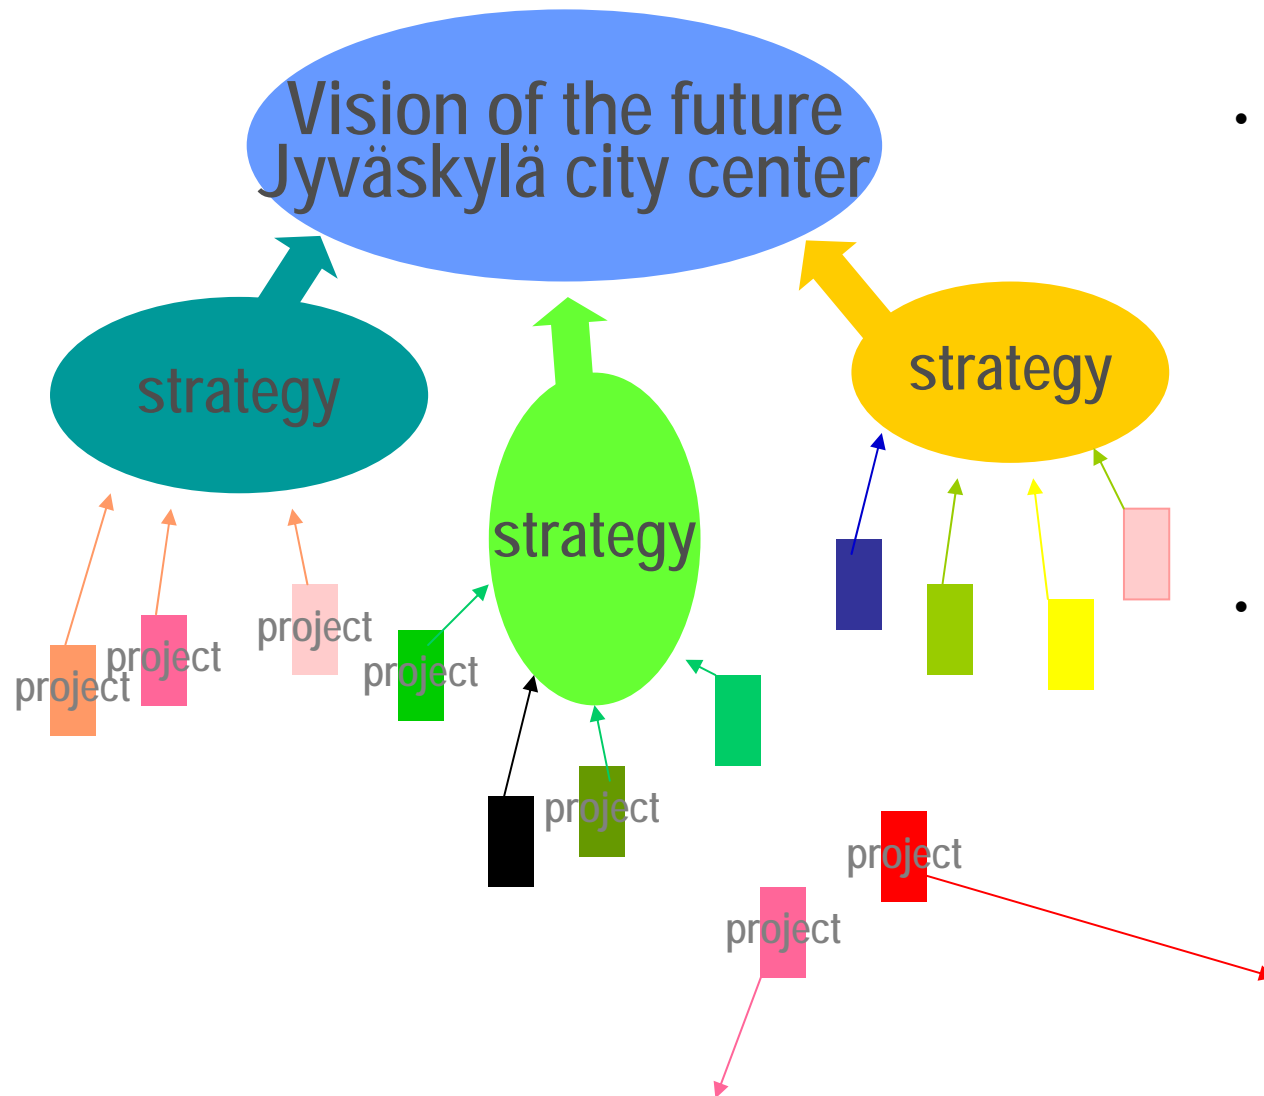 Vision of the future
Jyväskylä city center
strategy
strategy
strategy
project
project
project
project
project
project
project